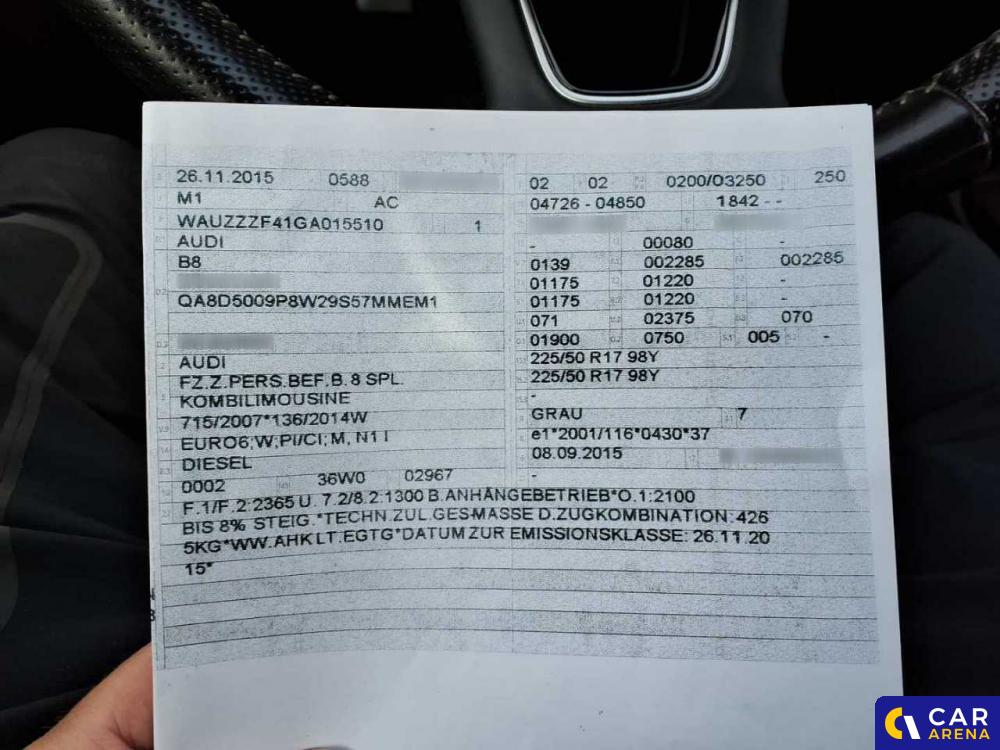 26.11.2015 0588
M1 AC
WAUZZZF41GA015510 1
AUDI
B8
QA8D5009P8W29S57MMEM1
AUDI
FZ.Z.PERS.BEF.B. 8 SPL.
KOMBILIMOUSINE
715/2007*136/2014W
EURO6;W;PI/CI; M, N1 I
DIESEL
0002 36W0 02967
02 02 0200/03250 250
04726 - 04850 1842 - -
- 00080 -
0139 002285 002285
01175 01220 -
01175 01220 -
071 02375 070
01900 0750 005 -
225/50 R17 98Y
225/50 R17 98Y
-
GRAU 7
e1*2001/116*0430*37
08.09.2015
-
F.1/F.2:2365 U. 7.2/8.2:1300 B.ANHÄNGEBETRIEB*O.1:2100
BIS 8% STEIG.*TECHN.ZUL.GES.MASSE D.ZUGKOMBINATION: 426
5KG*WW.AHK LT.EGTG*DATUM ZUR EMISSIONSKLASSE: 26.11.20
15*
CAR
ARENA